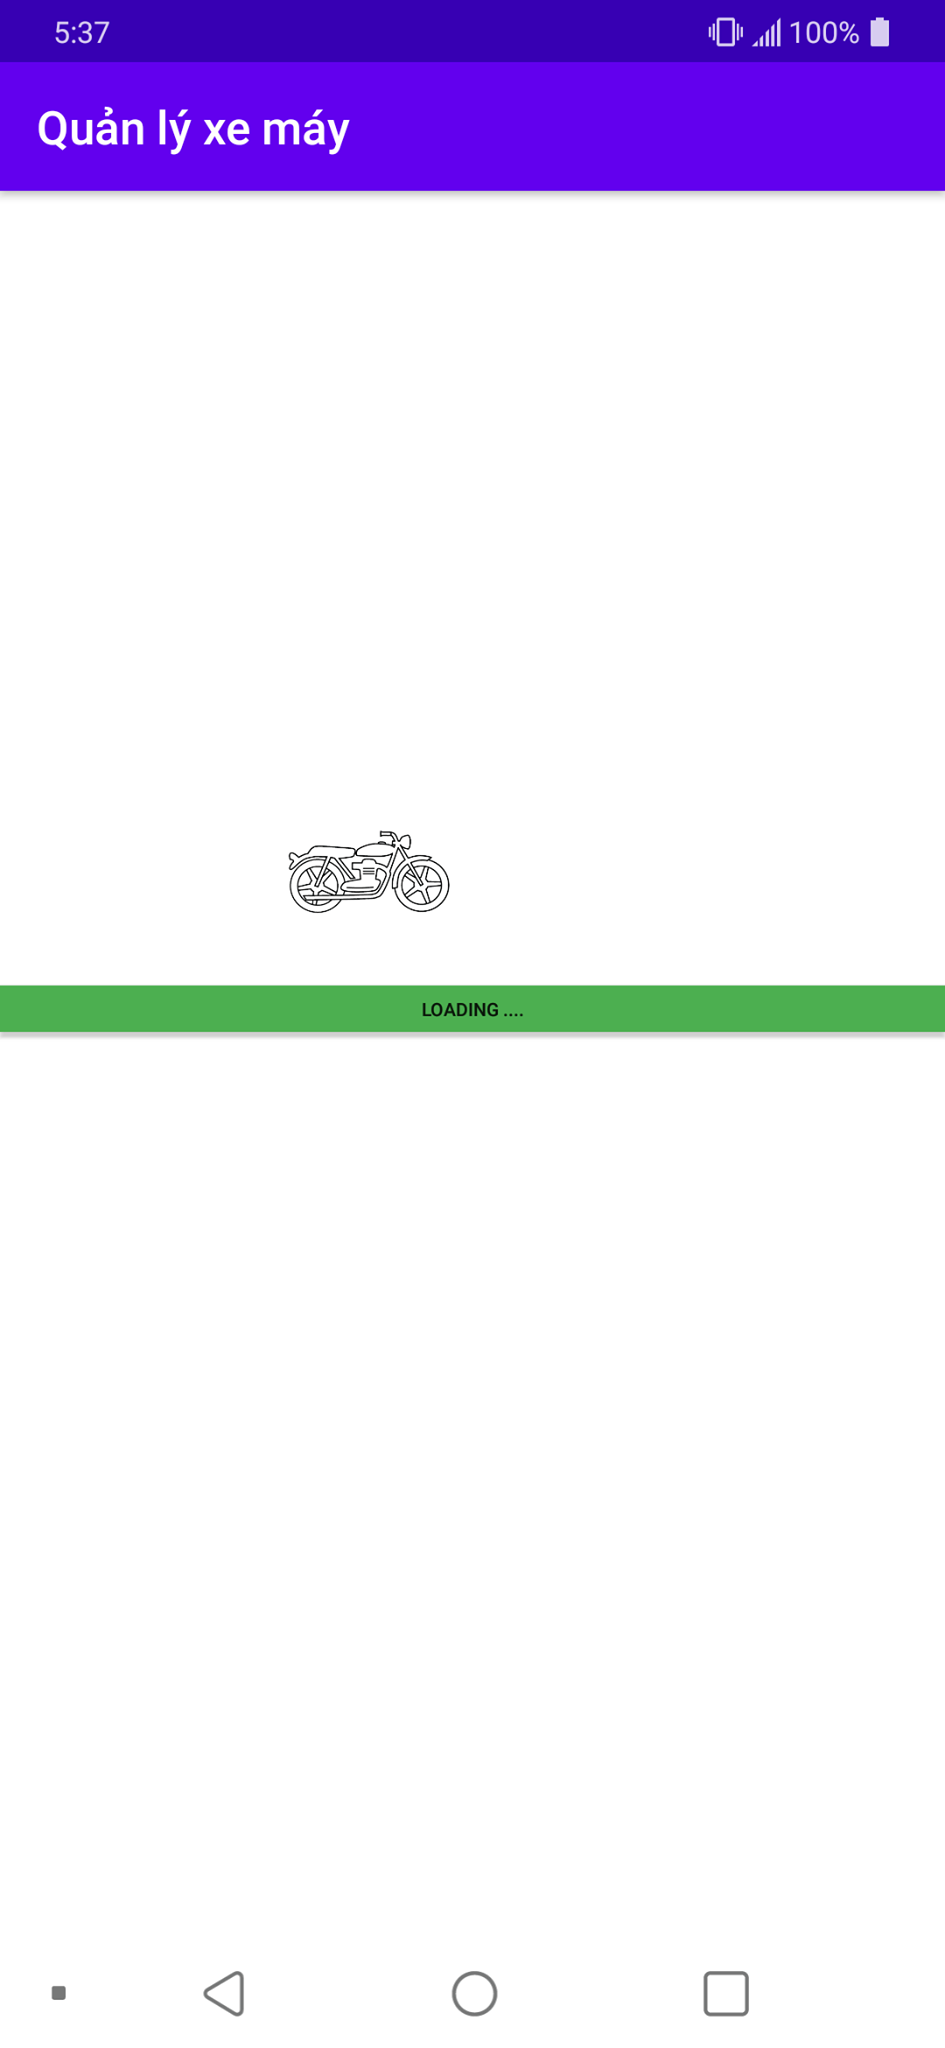 5:37
100%
Quản lý xe máy
LOADING ....